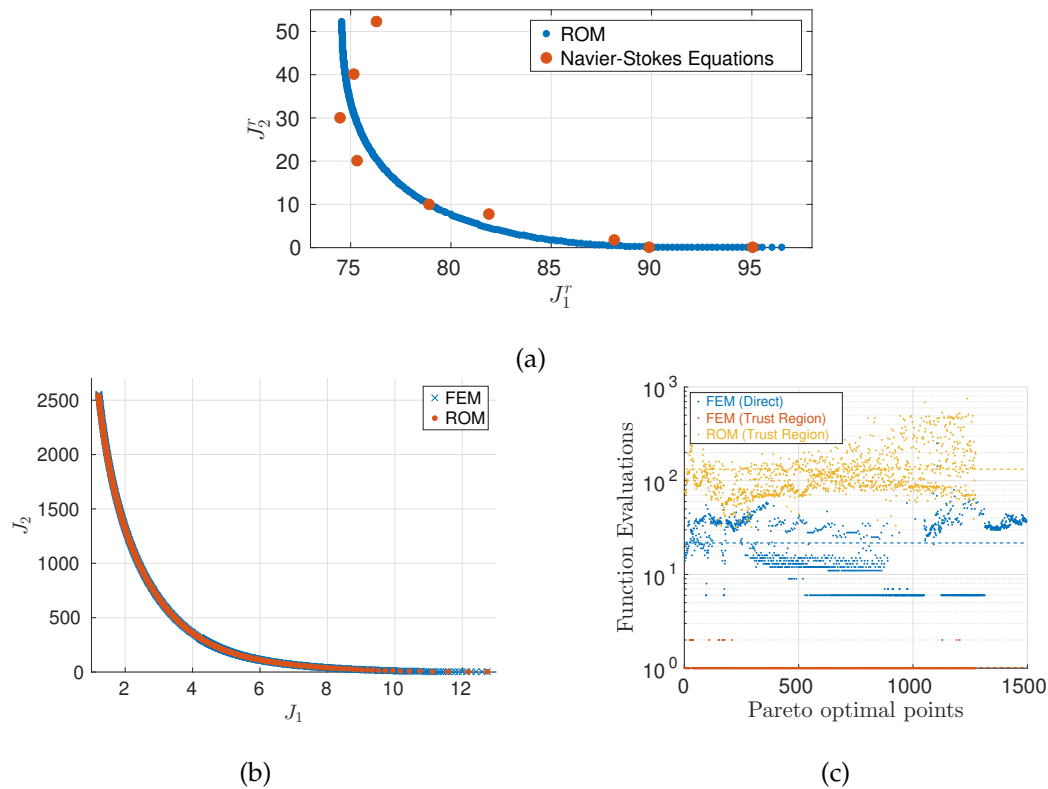 50
40
30
20
10
0
J_2^r
ROM
Navier-Stokes Equations
75 80 85 90 95
J_1^r
(a)
2500
2000
1500
1000
500
0
J_2
FEM
ROM
2 4 6 8 10 12
J_1
(b)
10^3
10^2
10^1
10^0
Function Evaluations
FEM (Direct)
FEM (Trust Region)
ROM (Trust Region)
0 500 1000 1500
Pareto optimal points
(c)